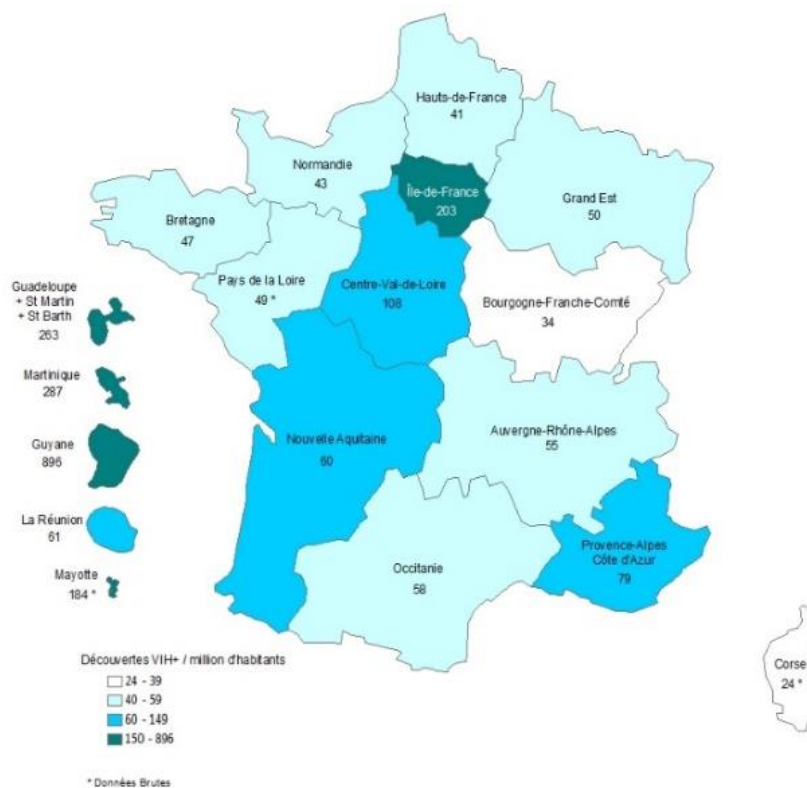 Hauts-de-France
41
Normandie
43
Île-de-France
203
Grand Est
50
Bretagne
47
Pays de la Loire
49 *
Centre-Val-de-Loire
108
Bourgogne-Franche-Comté
34
Guadeloupe
+ St Martin
+ St Barth
263
Martinique
287
Guyane
896
La Réunion
61
Mayotte
184 *
Nouvelle Aquitaine
60
Auvergne-Rhône-Alpes
55
Occitanie
58
Provence-Alpes
Côte d'Azur
79
Corse
24 *
Découvertes VIH+ / million d'habitants
24 - 39
40 - 59
60 - 149
150 - 896
* Données Brutes